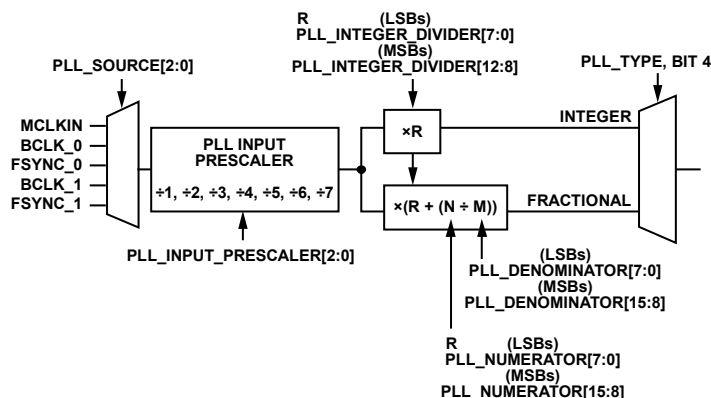 R (LSBs)
PLL_INTEGER_DIVIDER[7:0]
(MSBs)
PLL_INTEGER_DIVIDER[12:8]
PLL_SOURCE[2:0]
PLL_TYPE, BIT 4
MCLKIN
BCLK_0
FSYNC_0
BCLK_1
FSYNC_1
PLL INPUT
PRESCALER
÷1, ÷2, ÷3, ÷4, ÷5, ÷6, ÷7
×R
INTEGER
×(R + (N ÷ M))
FRACTIONAL
PLL_INPUT_PRESCALER[2:0]
(LSBs)
PLL_DENOMINATOR[7:0]
(MSBs)
PLL_DENOMINATOR[15:8]
R (LSBs)
PLL_NUMERATOR[7:0]
(MSBs)
PLL_NUMERATOR[15:8]